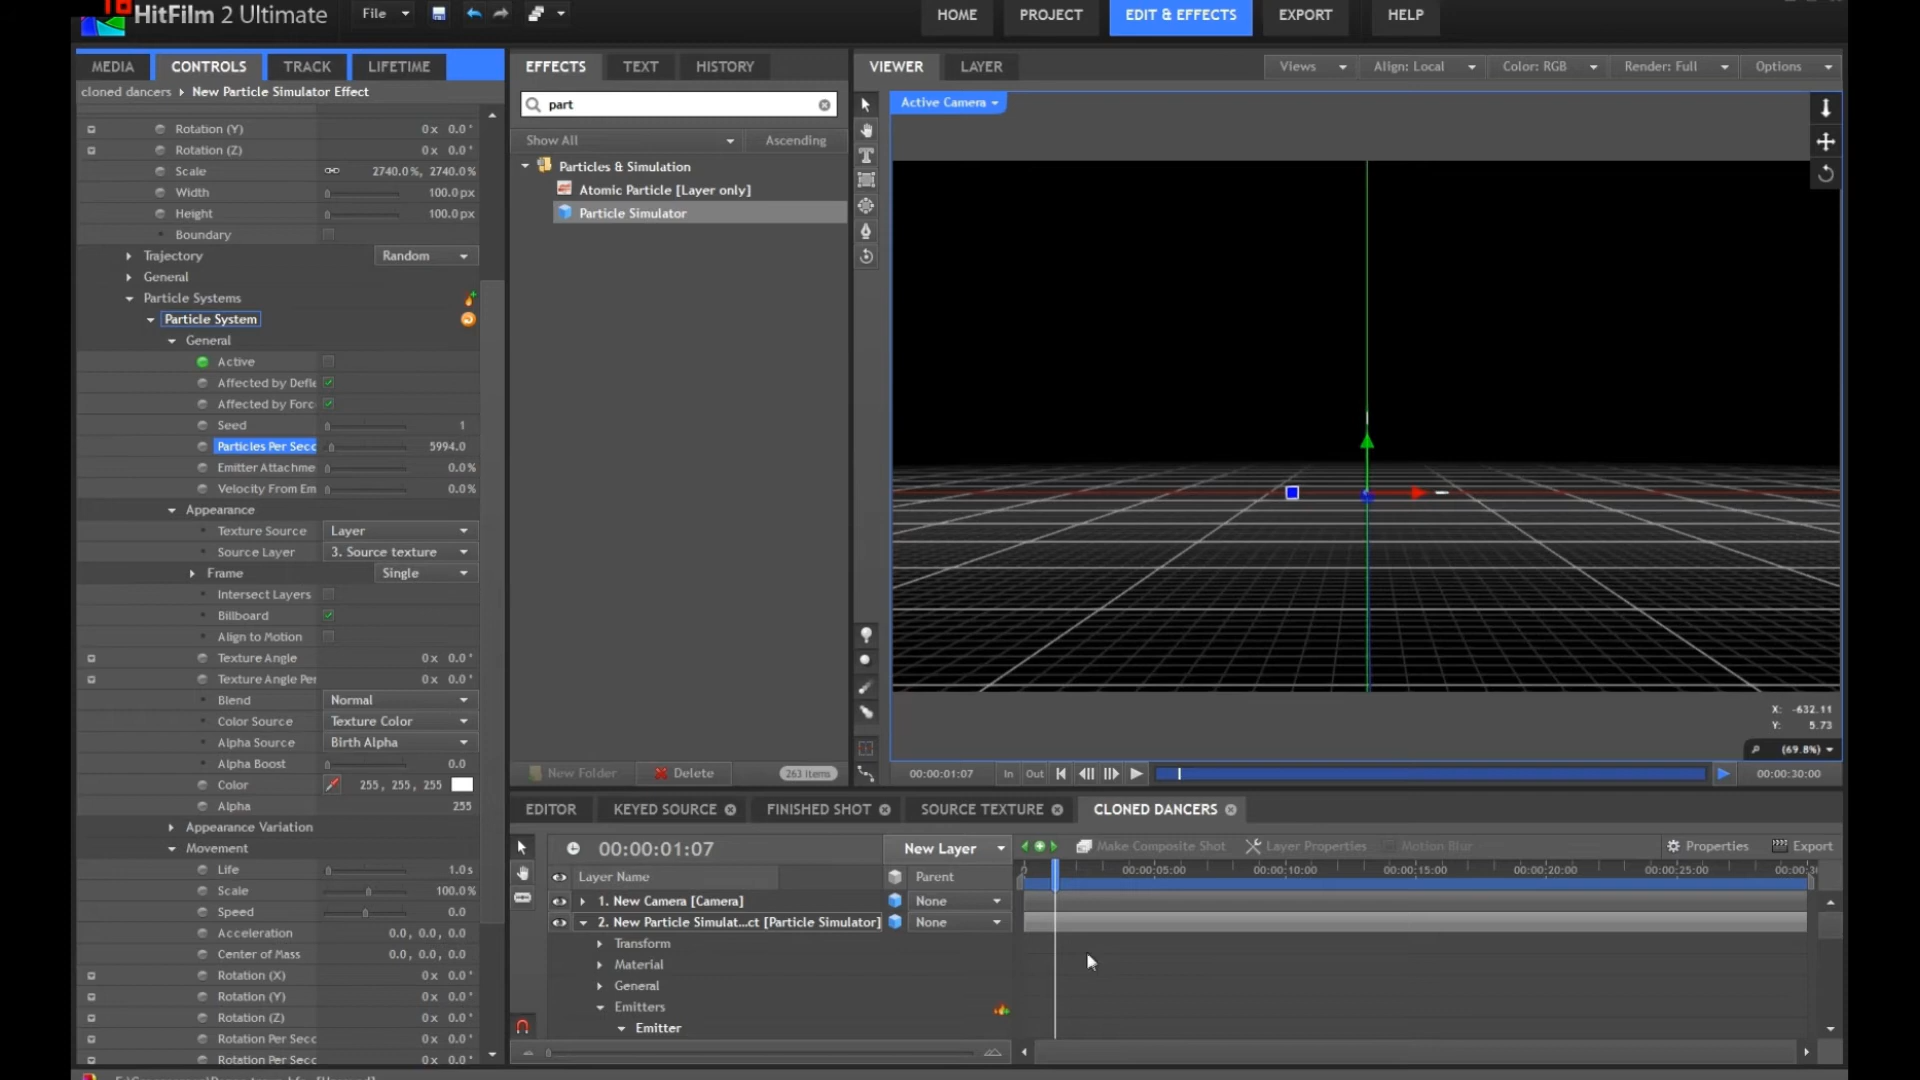 HitFilm 2 Ultimate
File
HOME
PROJECT
EDIT & EFFECTS
EXPORT
HELP
MEDIA
CONTROLS
TRACK
LIFETIME
cloned dancers
New Particle Simulator Effect
Rotation (Y) 0x 0.0°
Rotation (Z) 0x 0.0°
Scale 2740.0%, 2740.0%
Width 100.0px
Height 100.0px
Boundary
Trajectory Random
General
Particle Systems
Particle System
General
Active
Affected by Defle
Affected by Forc
Seed 1
Particles Per Secc 5994.0
Emitter Attachme 0.0%
Velocity From Em 0.0%
Appearance
Texture Source Layer
Source Layer 3. Source texture
Frame Single
Intersect Layers
Billboard
Align to Motion
Texture Angle 0x 0.0°
Texture Angle Per 0x 0.0°
Blend Normal
Color Source Texture Color
Alpha Source Birth Alpha
Alpha Boost 0.0
Color 255, 255, 255
Alpha 255
Appearance Variation
Movement
Life 1.0s
Scale 100.0%
Speed 0.0
Acceleration 0.0, 0.0, 0.0
Center of Mass 0.0, 0.0, 0.0
Rotation (X) 0x 0.0°
Rotation (Y) 0x 0.0°
Rotation (Z) 0x 0.0°
Rotation Per Secc 0x 0.0°
Rotation Per Secc 0x 0.0°
EFFECTS
TEXT
HISTORY
part
Show All
Ascending
Particles & Simulation
Atomic Particle [Layer only]
Particle Simulator
New Folder
Delete
263 Items
VIEWER
LAYER
Views
Align: Local
Color: RGB
Render: Full
Options
Active Camera
X: -632.11
Y: 5.73
(69.8%)
00:00:01:07
In
Out
00:00:30:00
EDITOR
KEYED SOURCE
FINISHED SHOT
SOURCE TEXTURE
CLONED DANCERS
00:00:01:07
New Layer
Make Composite Shot
Layer Properties
Motion Blur
Properties
Export
Layer Name
Parent
0 00:00:05:00 00:00:10:00 00:00:15:00 00:00:20:00 00:00:25:00
1. New Camera [Camera] None
2. New Particle Simulat...ct [Particle Simulator] None
Transform
Material
General
Emitters
Emitter